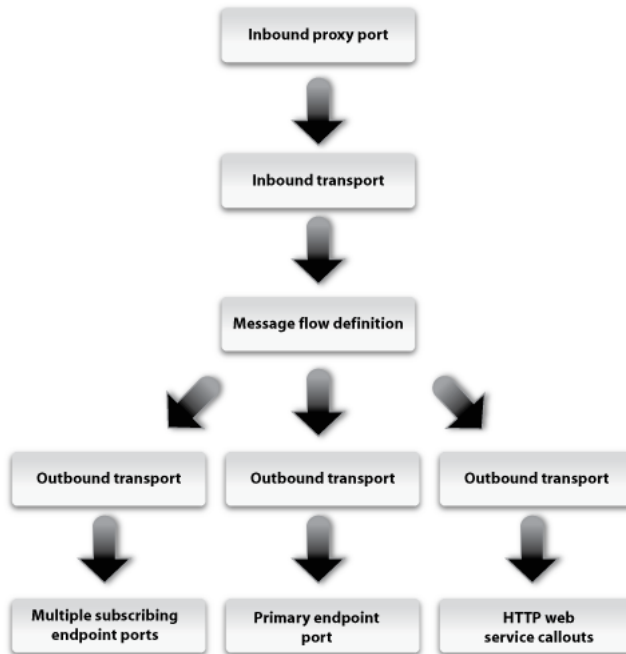 Inbound proxy port
Inbound transport
Message flow definition
Outbound transport
Outbound transport
Outbound transport
Multiple subscribing
endpoint ports
Primary endpoint
port
HTTP web
service callouts